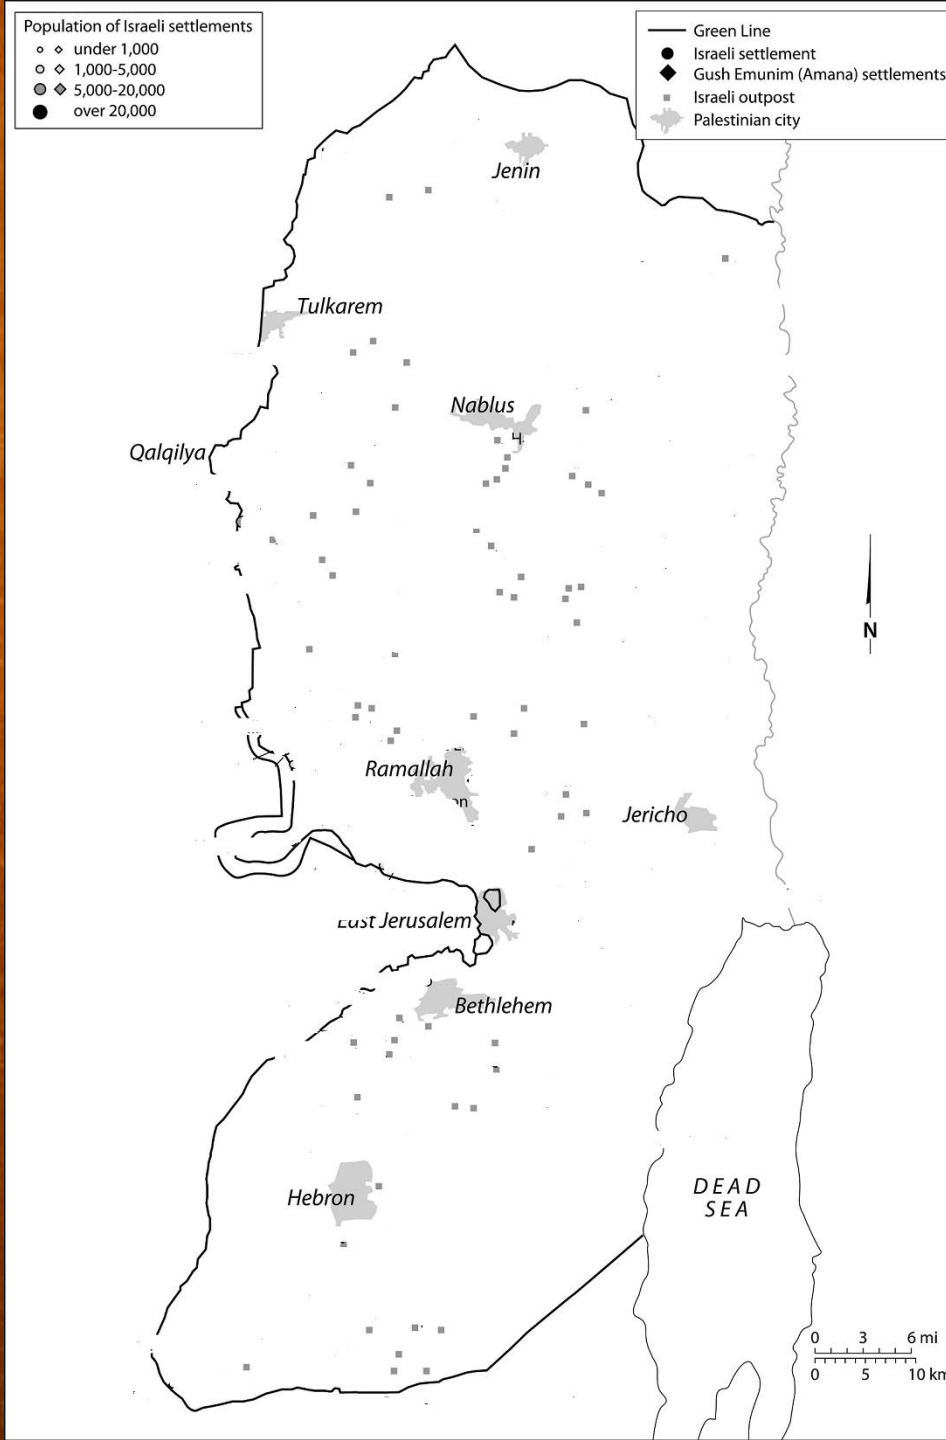 Population of Israeli settlements
under 1,000
1,000-5,000
5,000-20,000
over 20,000
Green Line
Israeli settlement
Gush Emunim (Amana) settlements
Israeli outpost
Palestinian city
Jenin
Tulkarem
Nablus
Qalqilya
N
Ramallah
on
Jericho
East Jerusalem
Bethlehem
Hebron
DEAD
SEA
0 3 6 mi
0 5 10 km